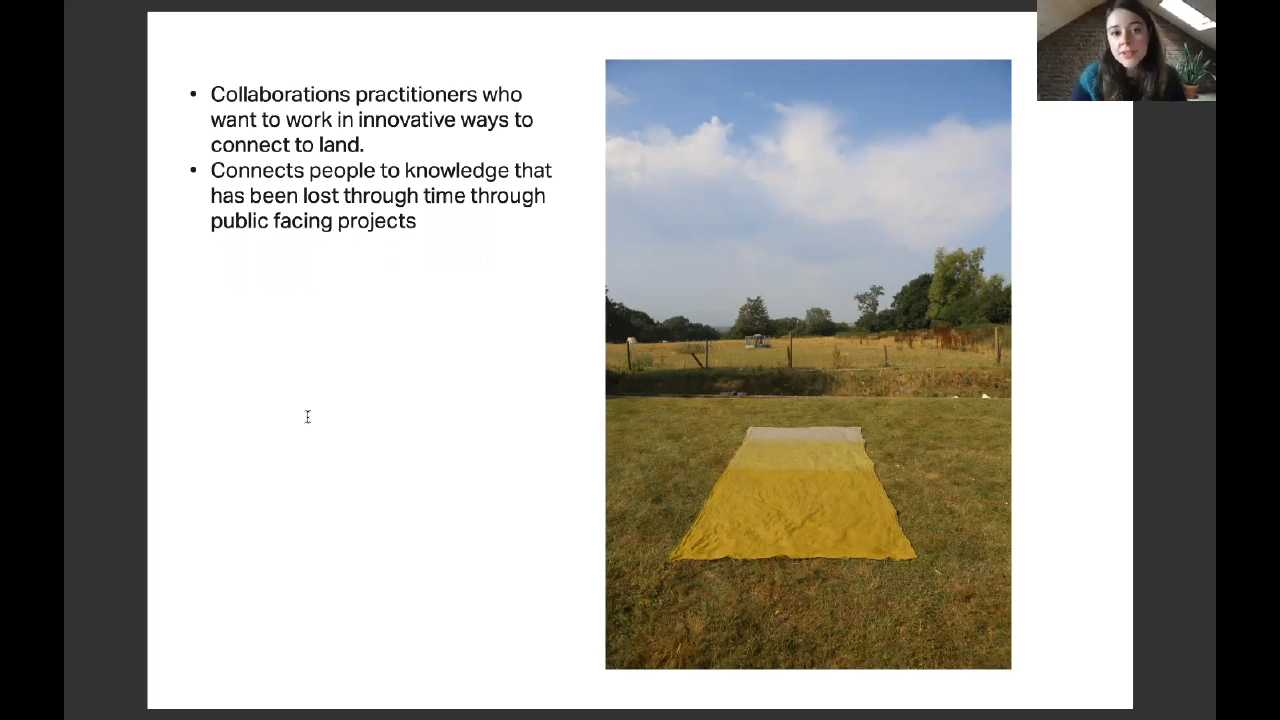 • Collaborations practitioners who
want to work in innovative ways to
connect to land.
• Connects people to knowledge that
has been lost through time through
public facing projects